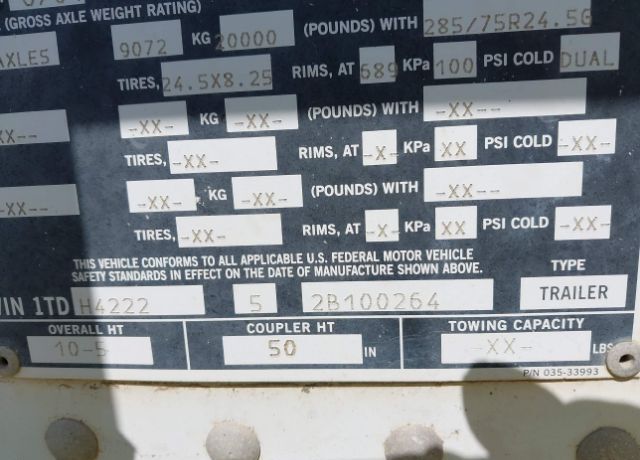 (GROSS AXLE WEIGHT RATING)
AXLES 9072 KG 20000 (POUNDS) WITH 285/75R24.5G
TIRES, 24.5X8.25 RIMS, AT 689 KPa 100 PSI COLD DUAL
-XX-- -XX- KG -XX- (POUNDS) WITH -XX---
TIRES, -XX- RIMS, AT -X- KPa XX PSI COLD -XX-
-XX-- -XX- KG -XX- (POUNDS) WITH -XX---
TIRES, -XX- RIMS, AT -X- KPa XX PSI COLD -XX-
THIS VEHICLE CONFORMS TO ALL APPLICABLE U.S. FEDERAL MOTOR VEHICLE
SAFETY STANDARDS IN EFFECT ON THE DATE OF MANUFACTURE SHOWN ABOVE.
TYPE
VIN 1TD H4222 5 2B100264 TRAILER
OVERALL HT COUPLER HT TOWING CAPACITY
10-5 50 IN -XX- LBS
P/N 035-33993